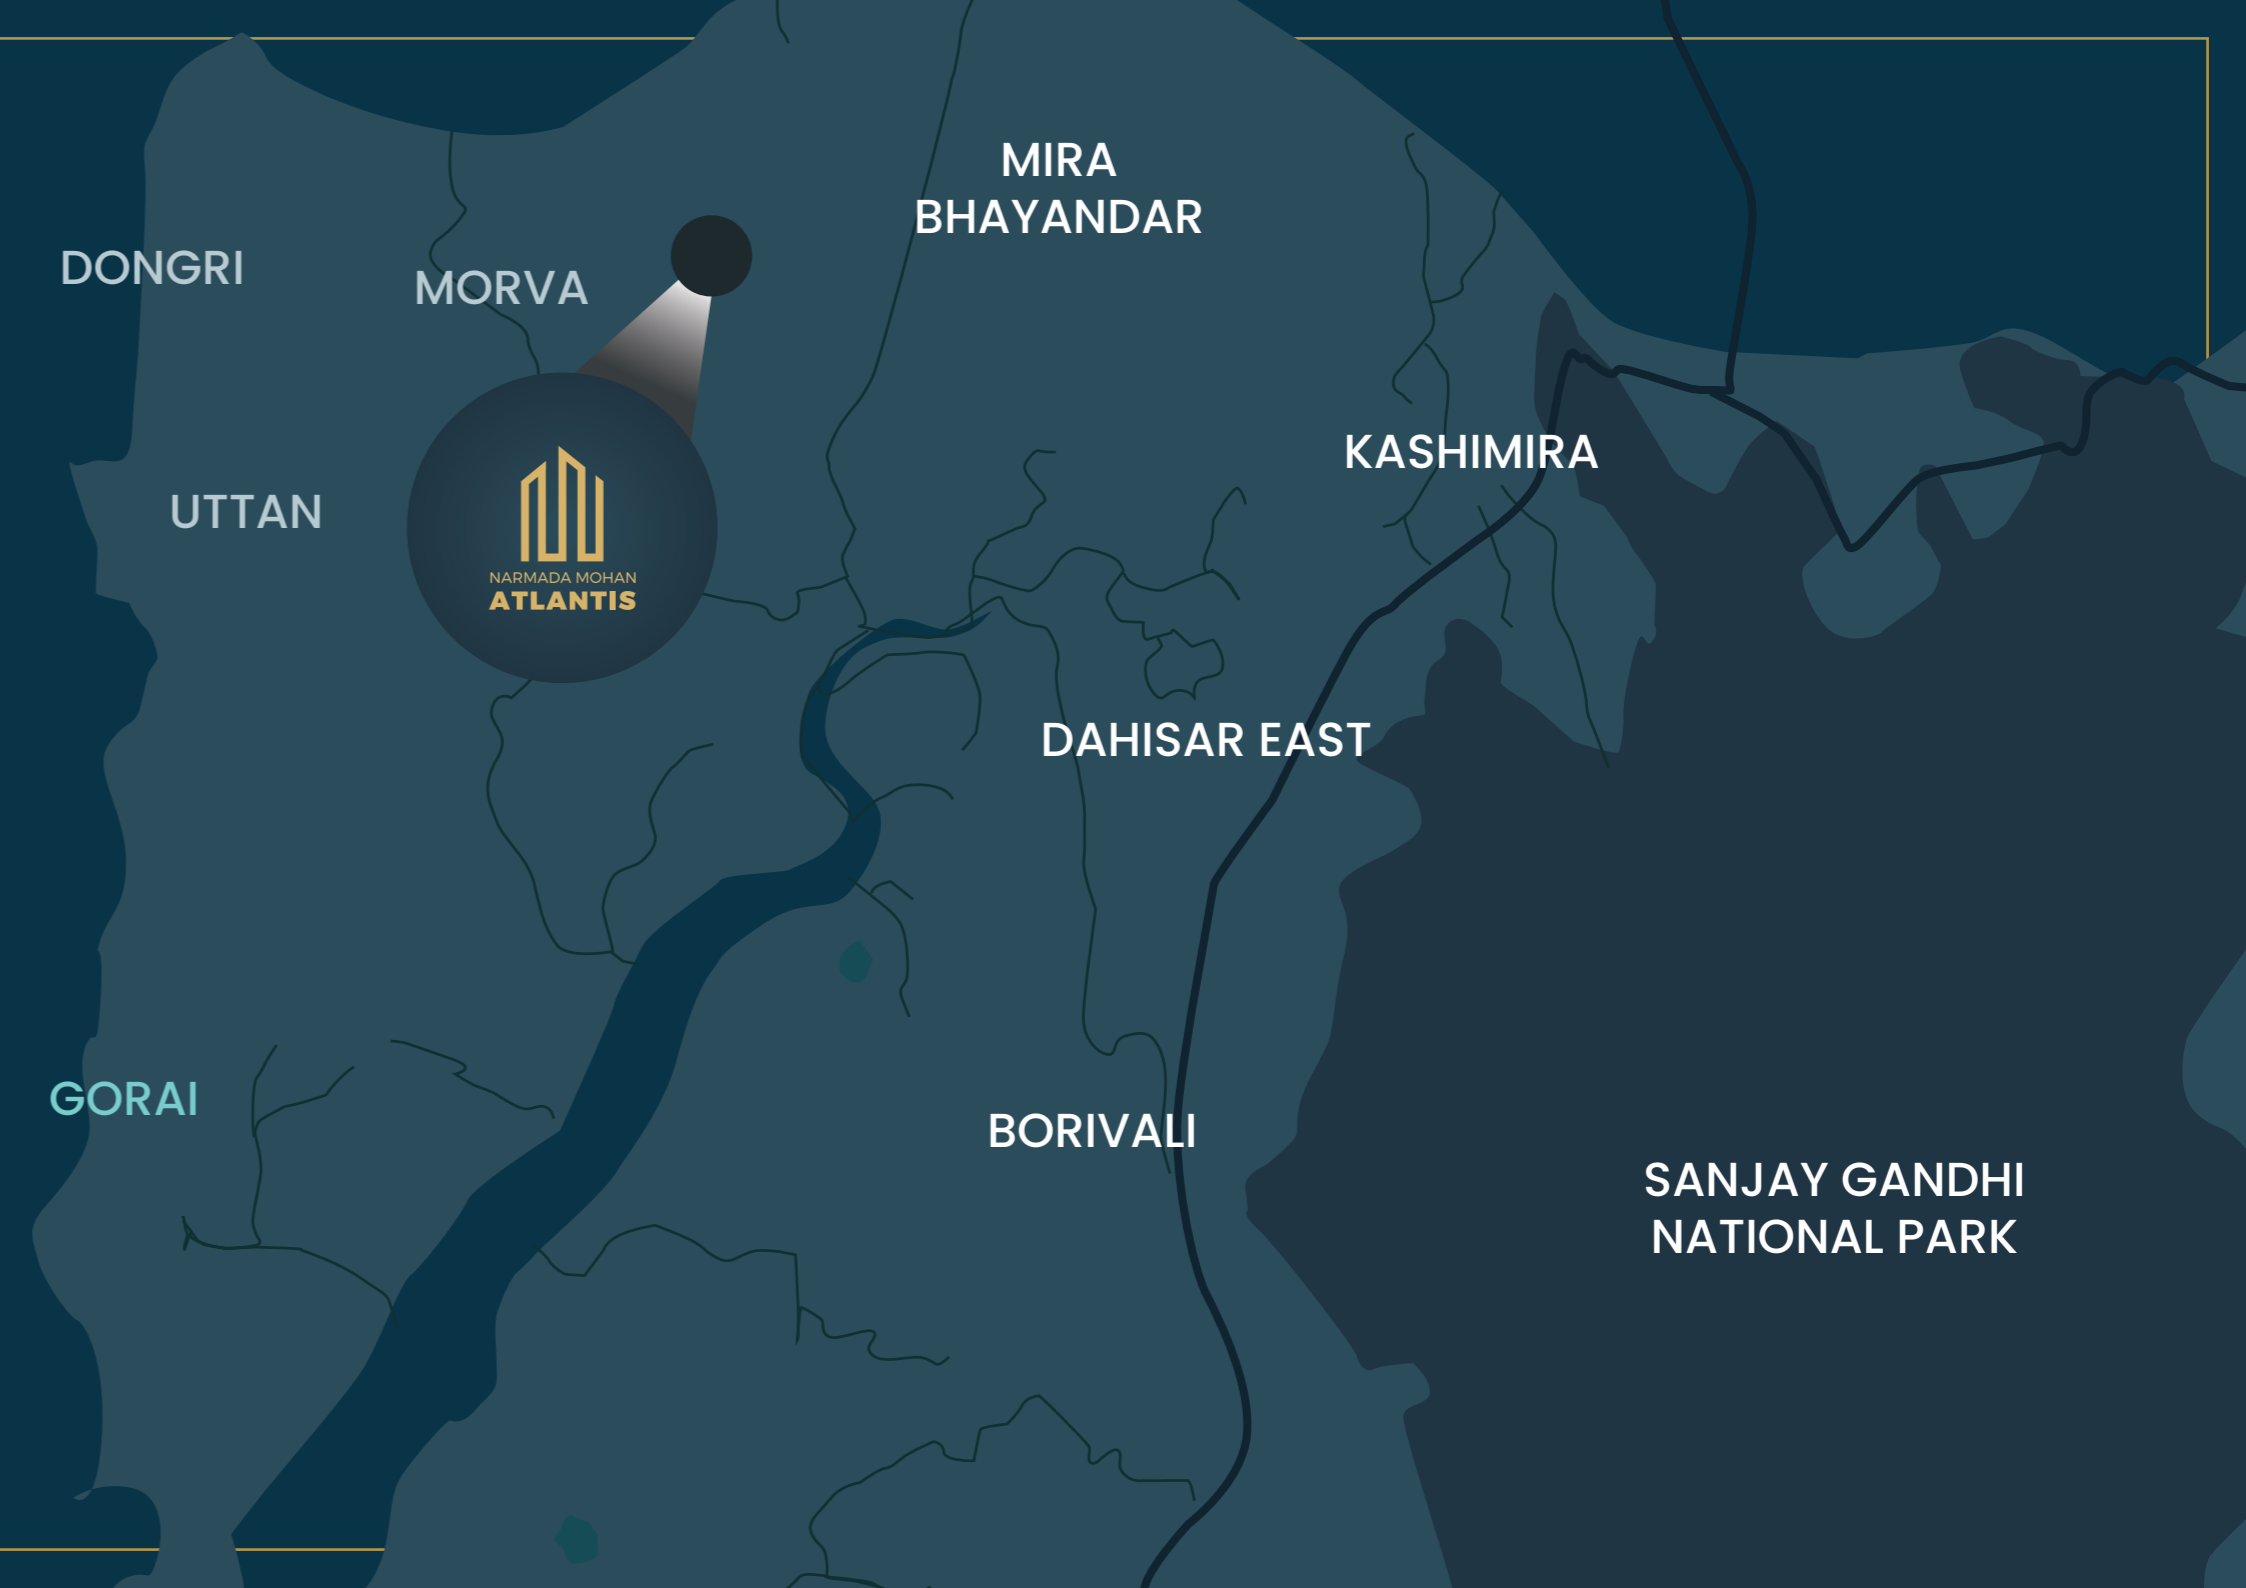 MIRA
BHAYANDAR
DONGRI
MORVA
KASHIMIRA
UTTAN
NARMADA MOHAN
ATLANTIS
DAHISAR EAST
GORAI
BORIVALI
SANJAY GANDHI
NATIONAL PARK